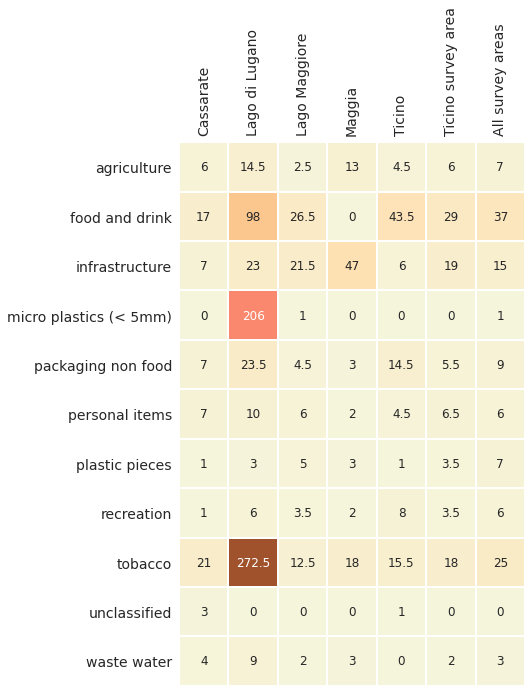 Cassarate Lago di Lugano Lago Maggiore Maggia Ticino Ticino survey area All survey areas
agriculture 6 14.5 2.5 13 4.5 6 7
food and drink 17 98 26.5 0 43.5 29 37
infrastructure 7 23 21.5 47 6 19 15
micro plastics (< 5mm) 0 206 1 0 0 0 1
packaging non food 7 23.5 4.5 3 14.5 5.5 9
personal items 7 10 6 2 4.5 6.5 6
plastic pieces 1 3 5 3 1 3.5 7
recreation 1 6 3.5 2 8 3.5 6
tobacco 21 272.5 12.5 18 15.5 18 25
unclassified 3 0 0 0 1 0 0
waste water 4 9 2 3 0 2 3